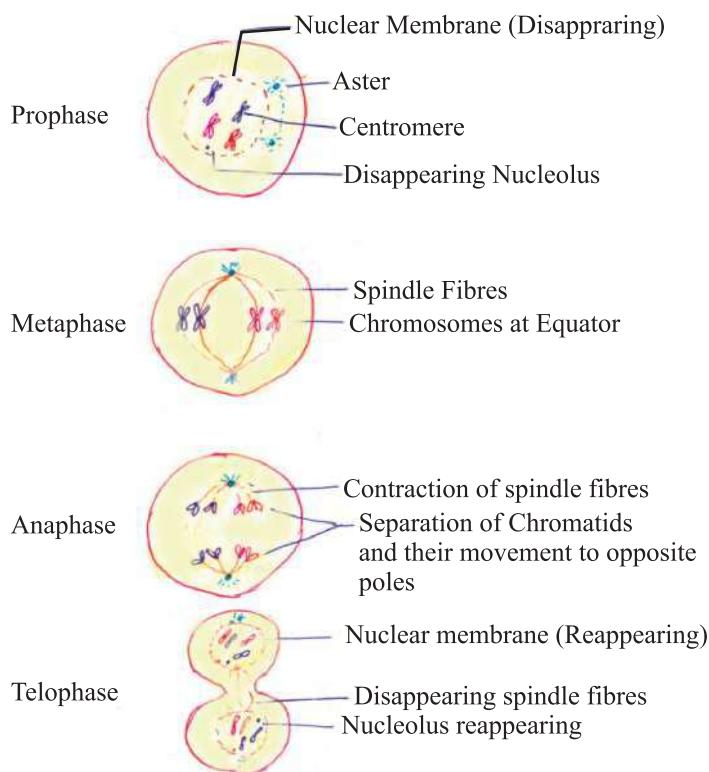 Nuclear Membrane (Disappraring)
Prophase
Aster
Centromere
Disappearing Nucleolus
Metaphase
Spindle Fibres
Chromosomes at Equator
Anaphase
Contraction of spindle fibres
Separation of Chromatids
and their movement to opposite
poles
Telophase
Nuclear membrane (Reappearing)
Disappearing spindle fibres
Nucleolus reappearing